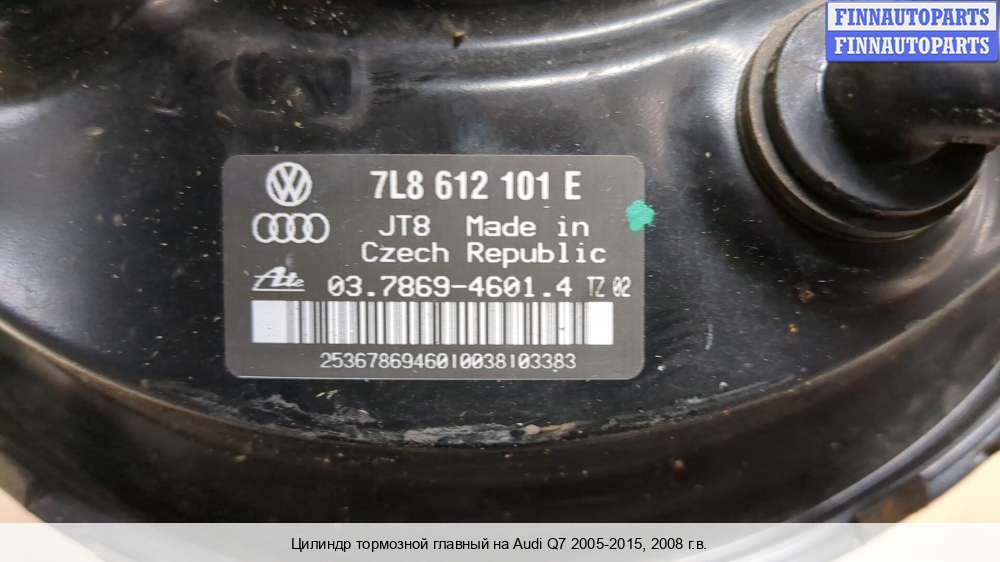 FINNAUTOPARTS
FINNAUTOPARTS
7L8 612 101 E
JT8 Made in
Czech Republic
Ate 03.7869-4601.4 TZ 02
2536786946010038103383
Цилиндр тормозной главный на Audi Q7 2005-2015, 2008 г.в.